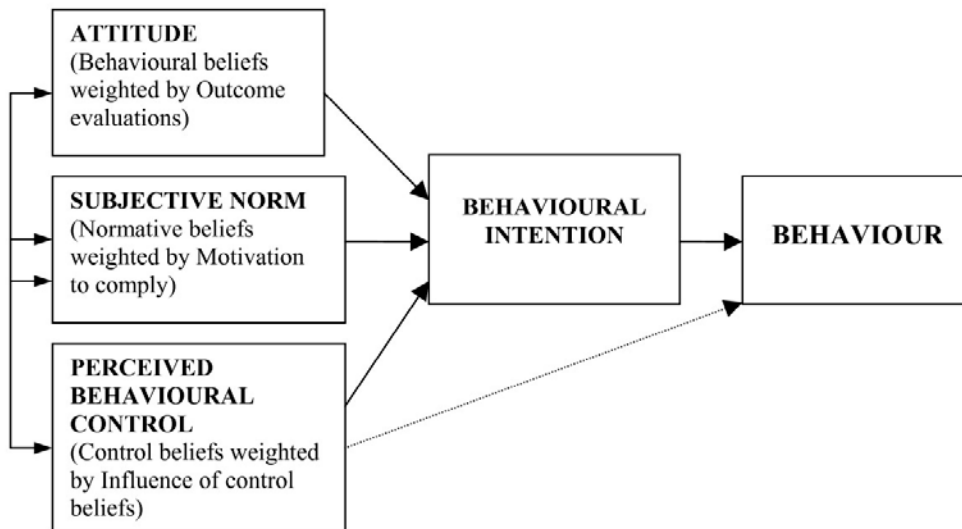 ATTITUDE
(Behavioural beliefs
weighted by Outcome
evaluations)
SUBJECTIVE NORM
(Normative beliefs
weighted by Motivation
to comply)
PERCEIVED
BEHAVIOURAL
CONTROL
(Control beliefs weighted
by Influence of control
beliefs)
BEHAVIOURAL
INTENTION
BEHAVIOUR